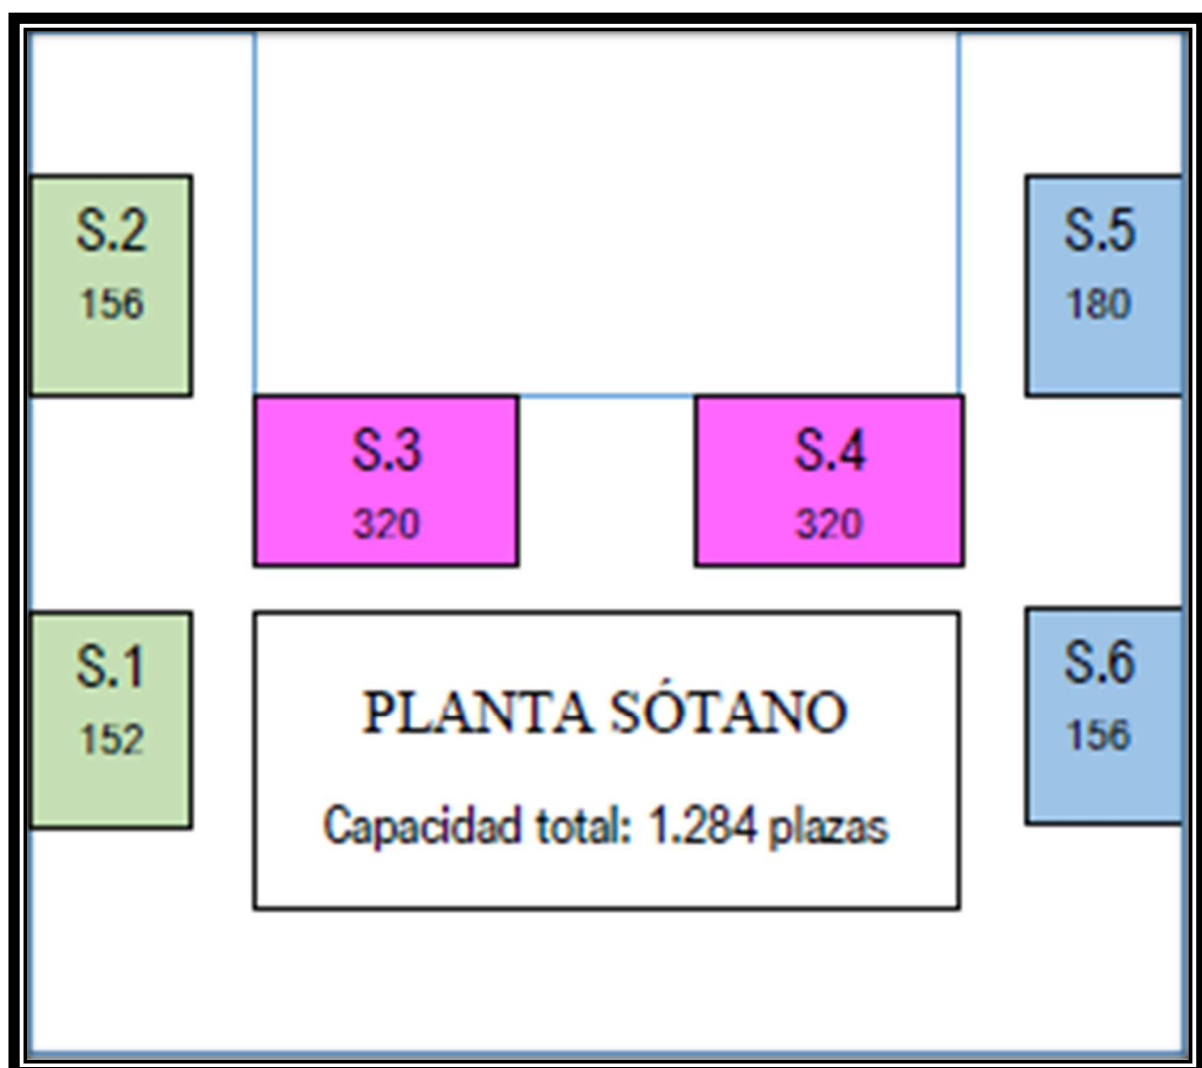 S.2
156
S.5
180
S.3
320
S.4
320
S.1
152
PLANTA SÓTANO
Capacidad total: 1.284 plazas
S.6
156